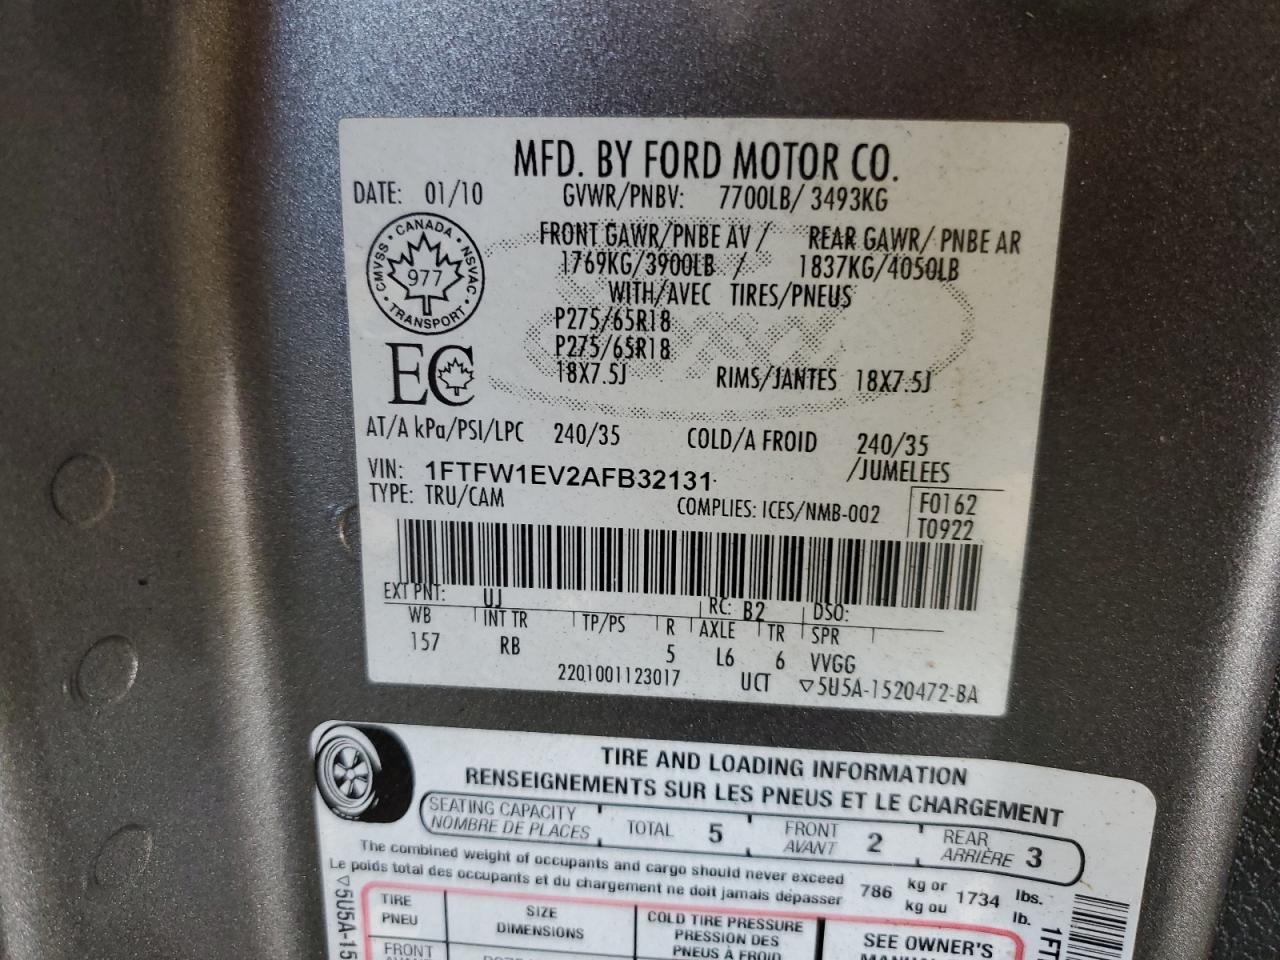 MFD. BY FORD MOTOR CO.
DATE: 01/10 GVWR/PNBV: 7700LB/ 3493KG
CMVSS · CANADA · NSVAC · TRANSPORT ·
977
FRONT GAWR/PNBE AV / REAR GAWR/ PNBE AR
1769KG/3900LB / 1837KG/4050LB
WITH/AVEC TIRES/PNEUS
P275/65R18
P275/65R18
18X7.5J RIMS/JANTES 18X7.5J
EC
AT/A kPa/PSI/LPC 240/35 COLD/A FROID 240/35
/JUMELEES
VIN: 1FTFW1EV2AFB32131
TYPE: TRU/CAM COMPLIES: ICES/NMB-002
F0162
T0922
EXT PNT: UJ RC: B2 DSO:
WB INT TR TP/PS R AXLE TR SPR
157 RB 5 L6 6 VVGG
2201001123017 UCT ▽5U5A-1520472-BA
TIRE AND LOADING INFORMATION
RENSEIGNEMENTS SUR LES PNEUS ET LE CHARGEMENT
SEATING CAPACITY
NOMBRE DE PLACES
TOTAL 5
FRONT
AVANT 2
REAR
ARRIÈRE 3
The combined weight of occupants and cargo should never exceed
Le poids total des occupants et du chargement ne doit jamais dépasser
786 kg or 1734 lbs.
kg ou lb.
TIRE
PNEU
SIZE
DIMENSIONS
COLD TIRE PRESSURE
PRESSION DES
PNEUS À FROID
SEE OWNER'S
FRONT
▽5U5A-15
1FT